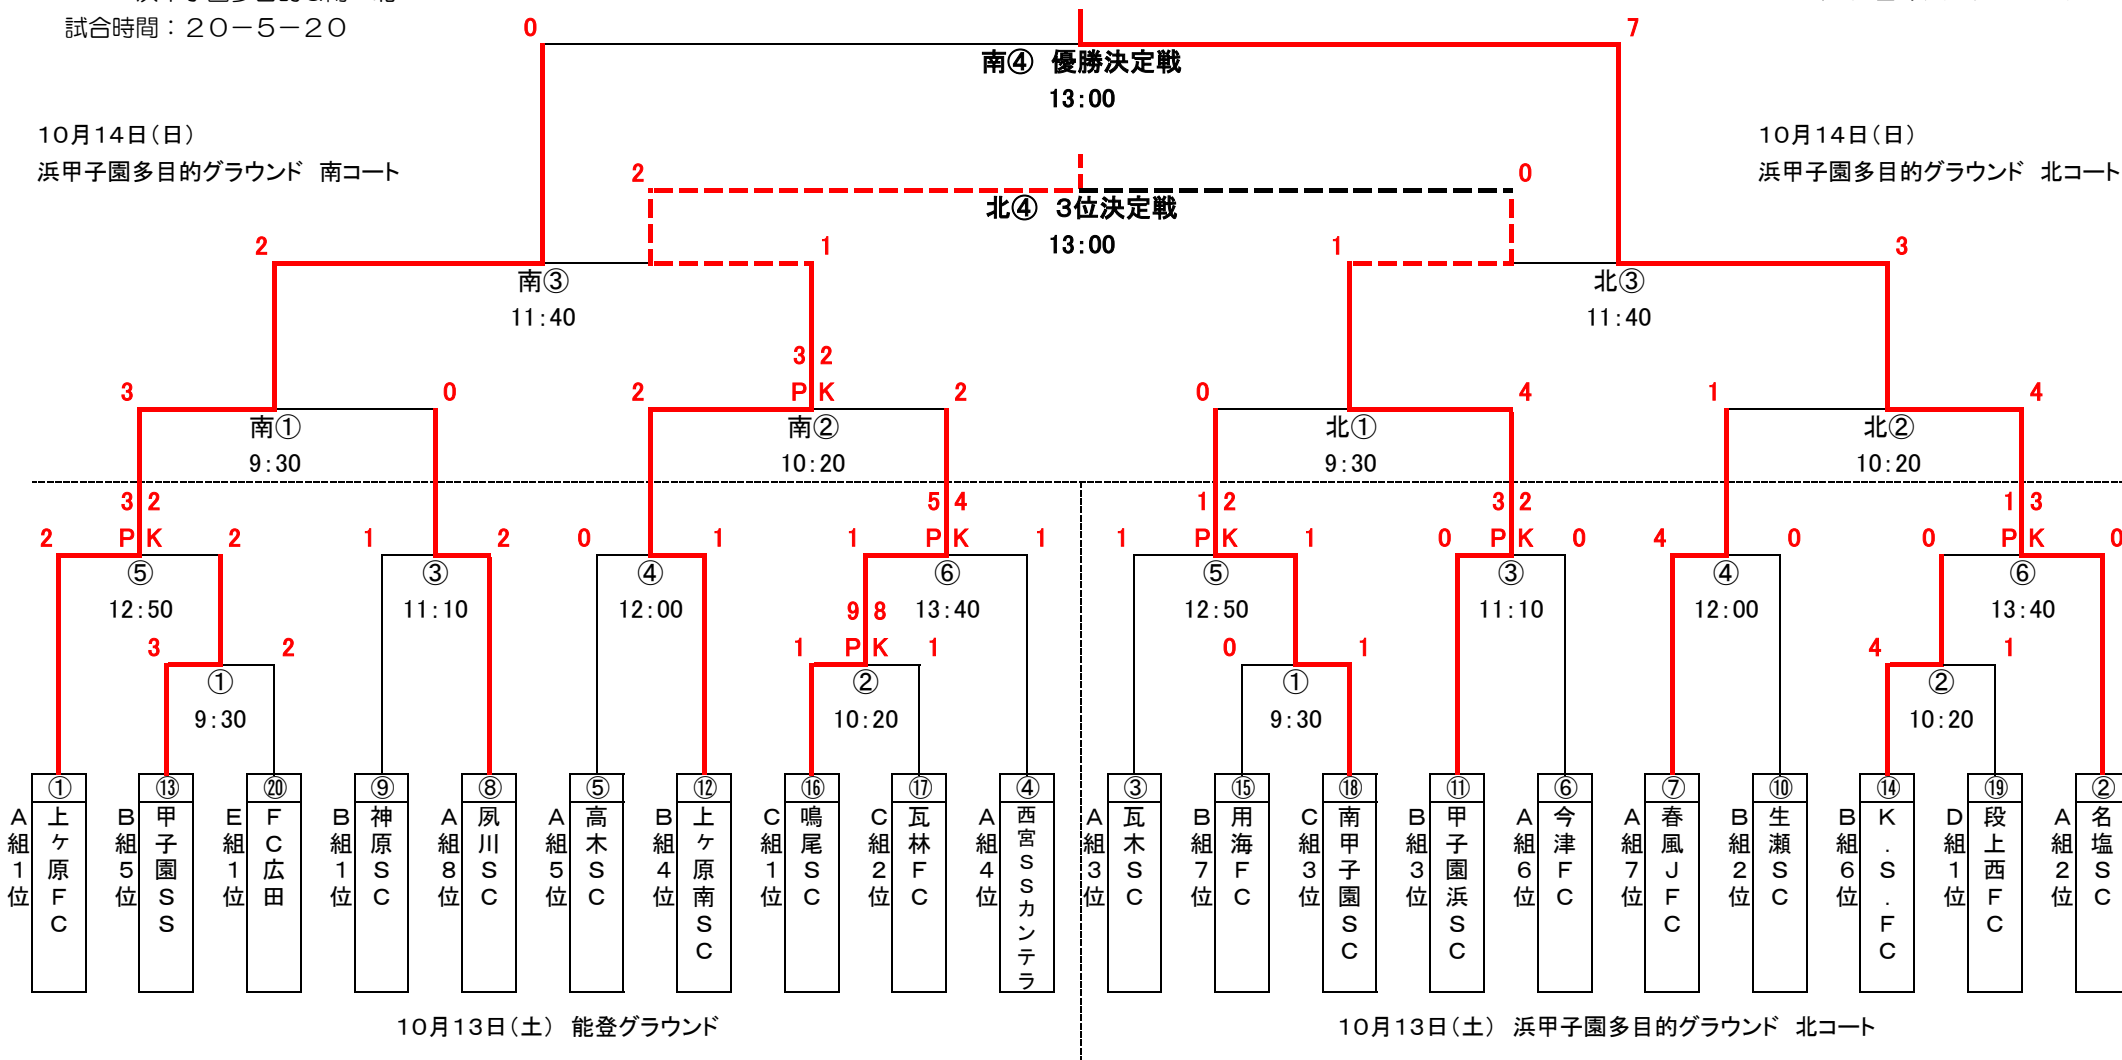 試合時間：２０－５－２０
0
7
南④ 優勝決定戦
13:00
10月14日（日）
浜甲子園多目的グラウンド 南コート
10月14日（日）
浜甲子園多目的グラウンド 北コート
2
0
北④ 3位決定戦
13:00
2
1
1
3
南③
11:40
北③
11:40
3 2
3
0
2
P K
2
0
4
1
4
南①
9:30
南②
10:20
北①
9:30
北②
10:20
3 2
5 4
1 2
3 2
1 3
2
P K
2
1
2
0
1
1
P K
1
1
P K
1
0
P K
0
4
0
0
P K
0
⑤
12:50
③
11:10
④
12:00
⑥
13:40
⑤
12:50
③
11:10
④
12:00
⑥
13:40
9 8
3
2
1
P K
1
0
1
4
1
①
9:30
②
10:20
①
9:30
②
10:20
A組1位
① 上ヶ原FC
B組5位
⑬ 甲子園SS
E組1位
⑳ FC広田
B組1位
⑨ 神原SC
A組8位
⑧ 夙川SC
A組5位
⑤ 高木SC
B組4位
⑫ 上ヶ原南SC
C組1位
⑯ 鳴尾SC
C組2位
⑰ 瓦林FC
A組4位
④ 西宮SSカンテラ
A組3位
③ 瓦木SC
B組7位
⑮ 用海FC
C組3位
⑱ 南甲子園SC
B組3位
⑪ 甲子園浜SC
A組6位
⑥ 今津FC
A組7位
⑦ 春風JFC
B組2位
⑩ 生瀬SC
B組6位
⑭ K.S.FC
D組1位
⑲ 段上西FC
A組2位
② 名塩SC
10月13日（土） 能登グラウンド
10月13日（土） 浜甲子園多目的グラウンド 北コート